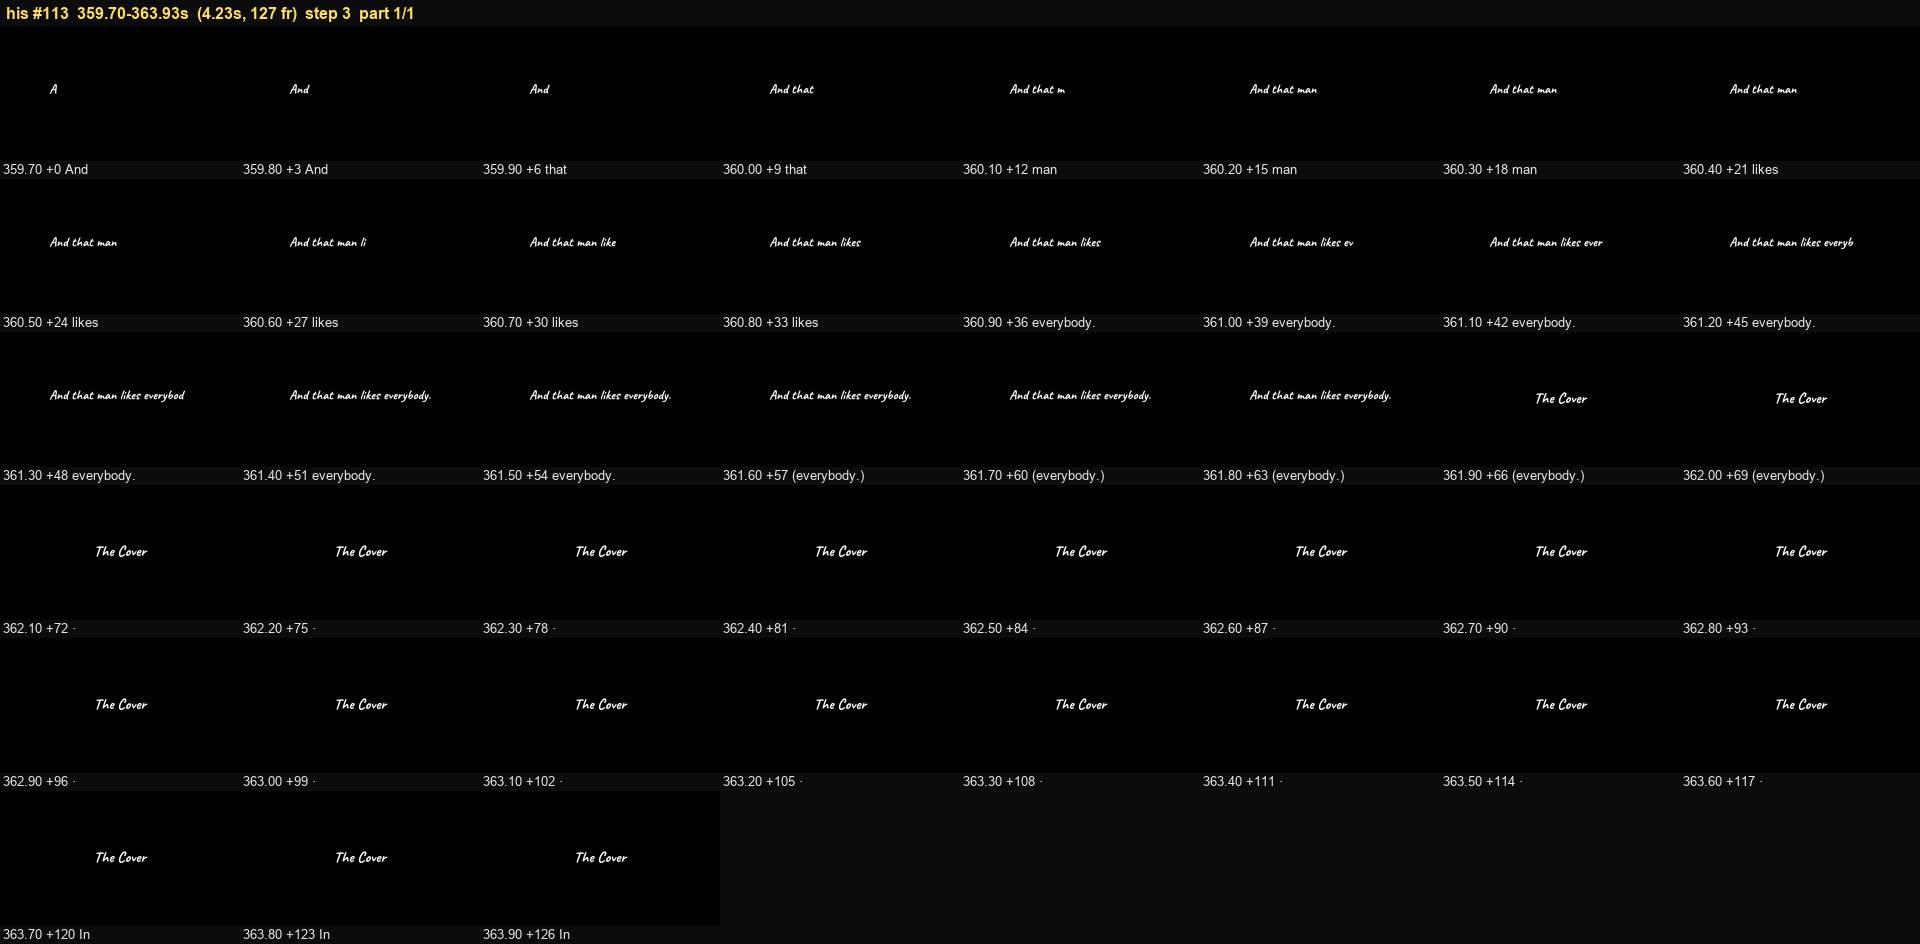 his #113 359.70-363.93s (4.23s, 127 fr) step 3 part 1/1
A And And And that And that m And that man And that man And that man
359.70 +0 And 359.80 +3 And 359.90 +6 that 360.00 +9 that 360.10 +12 man 360.20 +15 man 360.30 +18 man 360.40 +21 likes
And that man And that man li And that man like And that man likes And that man likes And that man likes ev And that man likes ever And that man likes everyb
360.50 +24 likes 360.60 +27 likes 360.70 +30 likes 360.80 +33 likes 360.90 +36 everybody. 361.00 +39 everybody. 361.10 +42 everybody. 361.20 +45 everybody.
And that man likes everybod And that man likes everybody. And that man likes everybody. And that man likes everybody. And that man likes everybody. And that man likes everybody. The Cover The Cover
361.30 +48 everybody. 361.40 +51 everybody. 361.50 +54 everybody. 361.60 +57 (everybody.) 361.70 +60 (everybody.) 361.80 +63 (everybody.) 361.90 +66 (everybody.) 362.00 +69 (everybody.)
The Cover The Cover The Cover The Cover The Cover The Cover The Cover The Cover
362.10 +72 · 362.20 +75 · 362.30 +78 · 362.40 +81 · 362.50 +84 · 362.60 +87 · 362.70 +90 · 362.80 +93 ·
The Cover The Cover The Cover The Cover The Cover The Cover The Cover The Cover
362.90 +96 · 363.00 +99 · 363.10 +102 · 363.20 +105 · 363.30 +108 · 363.40 +111 · 363.50 +114 · 363.60 +117 ·
The Cover The Cover The Cover
363.70 +120 In 363.80 +123 In 363.90 +126 In